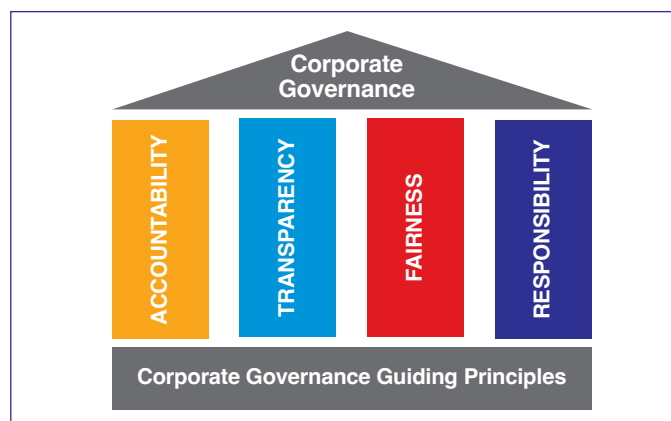 Corporate
Governance
ACCOUNTABILITY
TRANSPARENCY
FAIRNESS
RESPONSIBILITY
Corporate Governance Guiding Principles